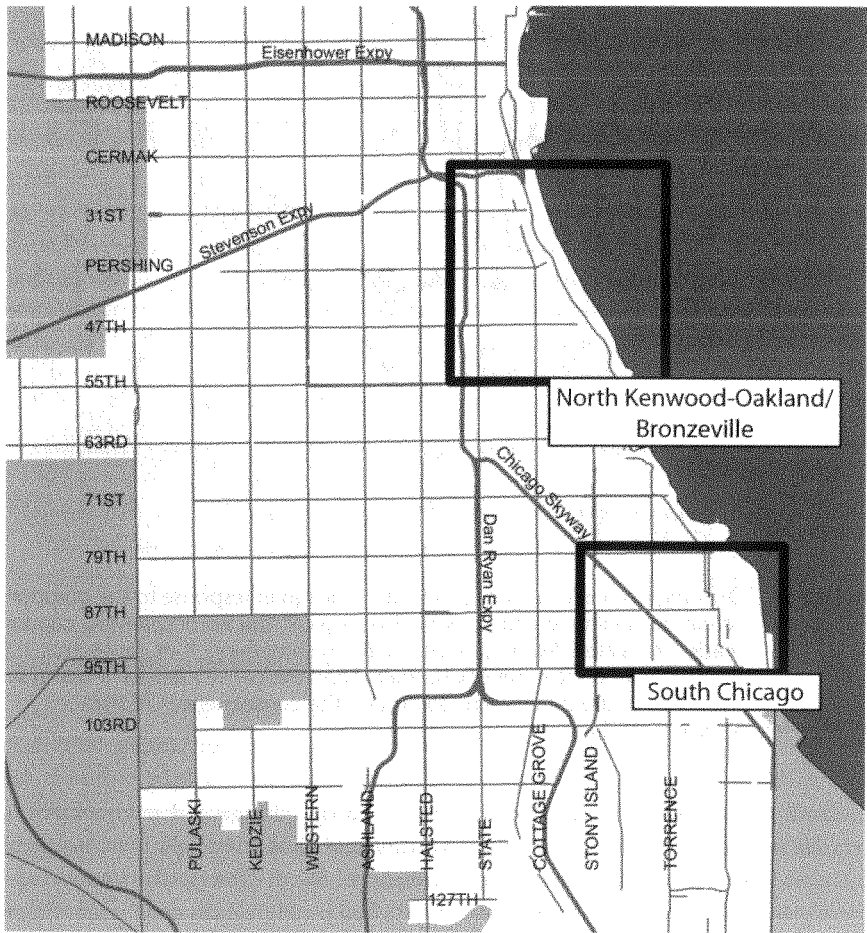 MADISON
Eisenhower Expy
ROOSEVELT
CERMAK
31ST
Stevenson Expy
PERSHING
47TH
55TH
North Kenwood-Oakland/
Bronzeville
63RD
Chicago Skyway
71ST
Dan Ryan Expy
79TH
87TH
95TH
South Chicago
103RD
PULASKI
KEDZIE
WESTERN
ASHLAND
HALSTED
STATE
COTTAGE GROVE
STONY ISLAND
TORRENCE
127TH